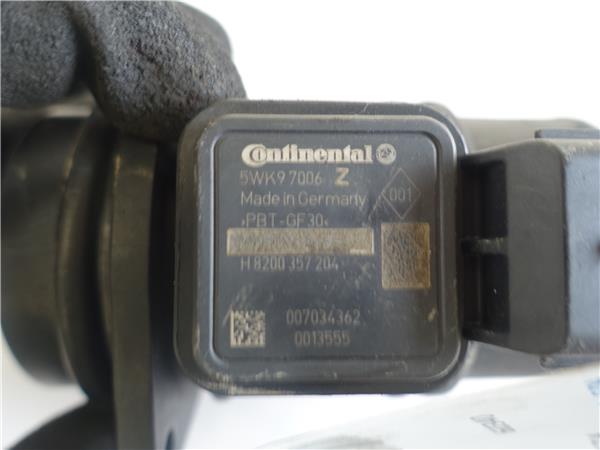 Continental
5WK9 7006 Z
Made in Germany
001
›PBT-GF30‹
H 8200 357 204
007034362
0013555